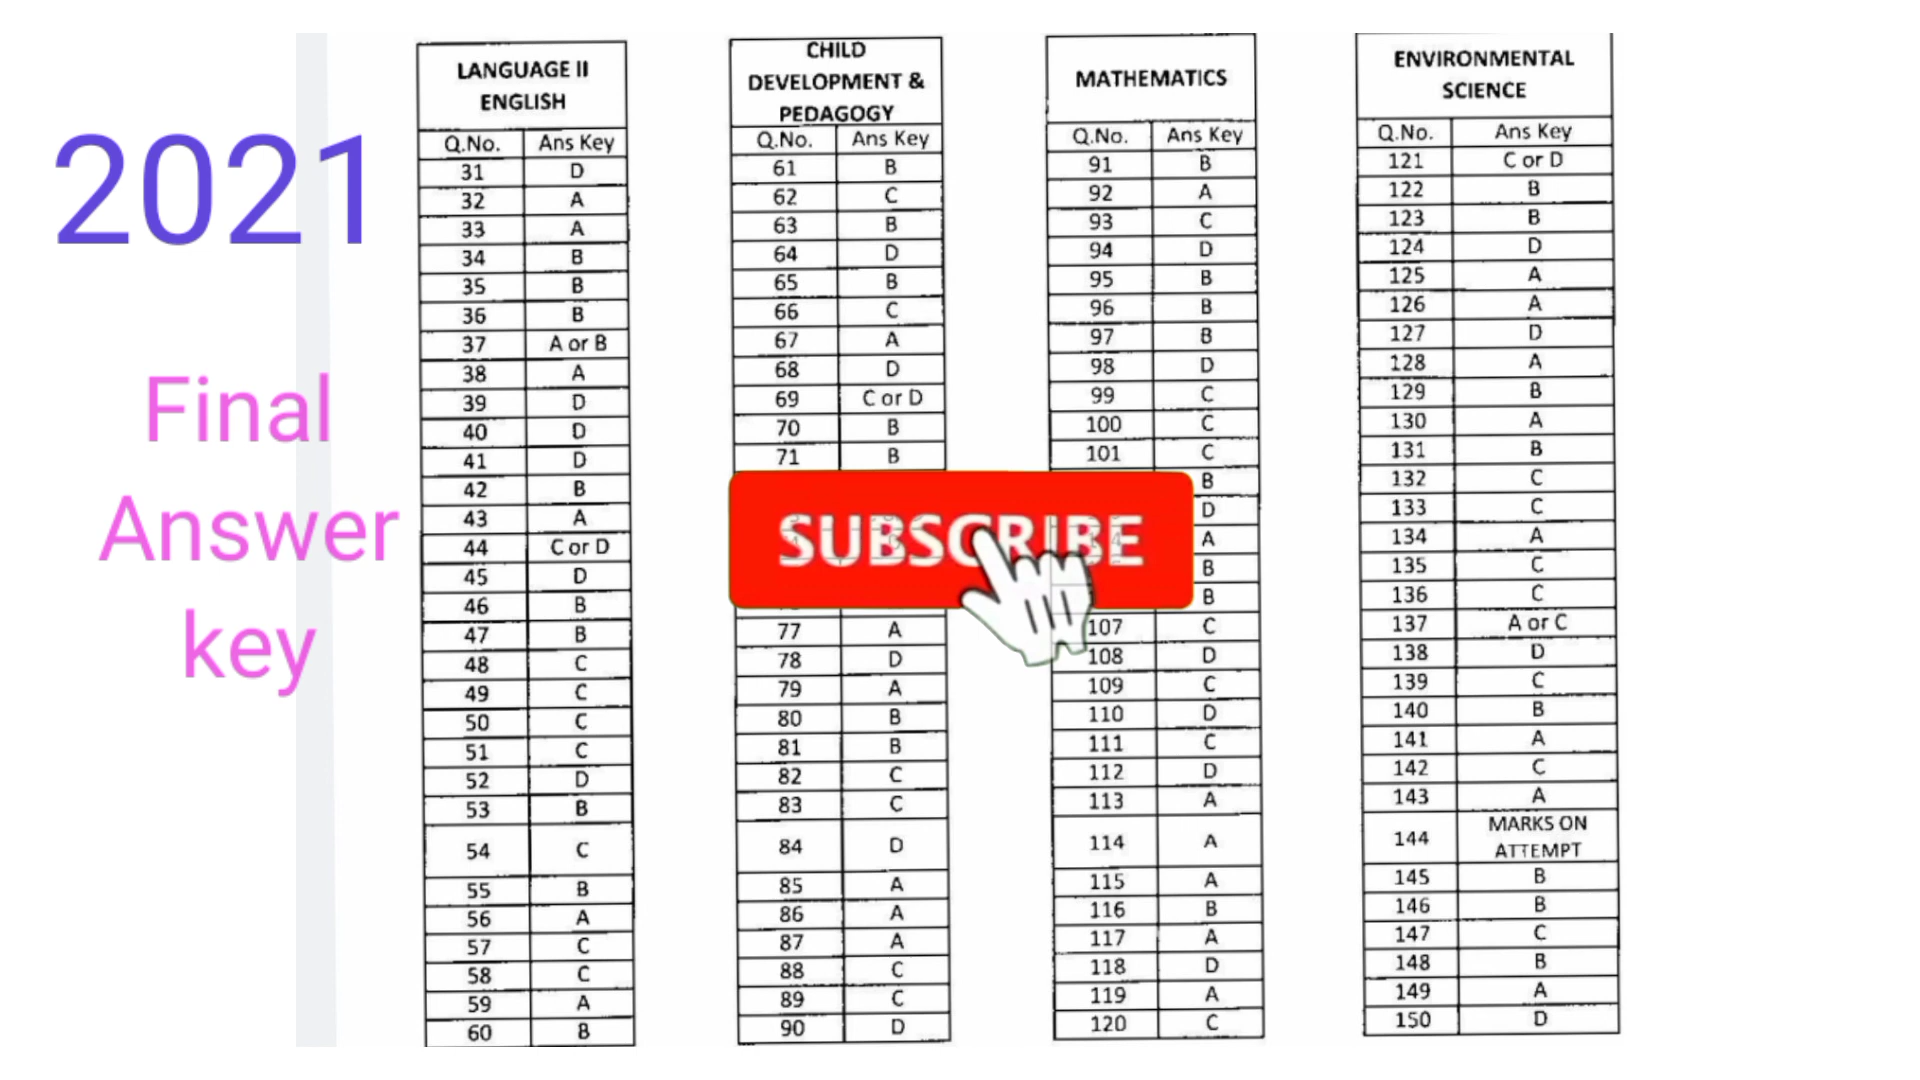 2021
Final
Answer
key
LANGUAGE II
ENGLISH
Q.No. Ans Key
31 D
32 A
33 A
34 B
35 B
36 B
37 A or B
38 A
39 D
40 D
41 D
42 B
43 A
44 C or D
45 D
46 B
47 B
48 C
49 C
50 C
51 C
52 D
53 B
54 C
55 B
56 A
57 C
58 C
59 A
60 B
CHILD
DEVELOPMENT &
PEDAGOGY
Q.No. Ans Key
61 B
62 C
63 B
64 D
65 B
66 C
67 A
68 D
69 C or D
70 B
71 B
SUBSCRIBE
77 A
78 D
79 A
80 B
81 B
82 C
83 C
84 D
85 A
86 A
87 A
88 C
89 C
90 D
MATHEMATICS
Q.No. Ans Key
91 B
92 A
93 C
94 D
95 B
96 B
97 B
98 D
99 C
100 C
101 C
B
D
A
B
B
107 C
108 D
109 C
110 D
111 C
112 D
113 A
114 A
115 A
116 B
117 A
118 D
119 A
120 C
ENVIRONMENTAL
SCIENCE
Q.No. Ans Key
121 C or D
122 B
123 B
124 D
125 A
126 A
127 D
128 A
129 B
130 A
131 B
132 C
133 C
134 A
135 C
136 C
137 A or C
138 D
139 C
140 B
141 A
142 C
143 A
144 MARKS ON
ATTEMPT
145 B
146 B
147 C
148 B
149 A
150 D